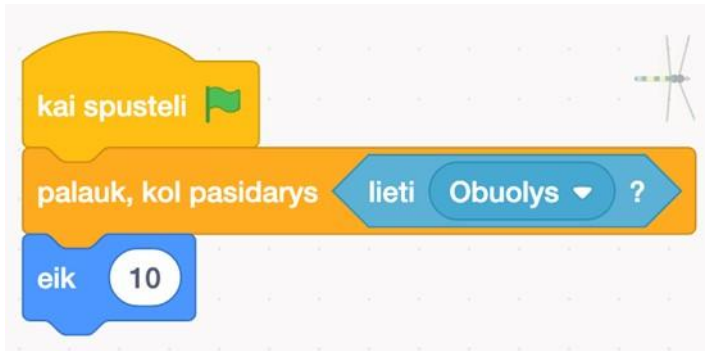 kai spusteli
palauk, kol pasidarys lieti Obuolys ?
eik 10